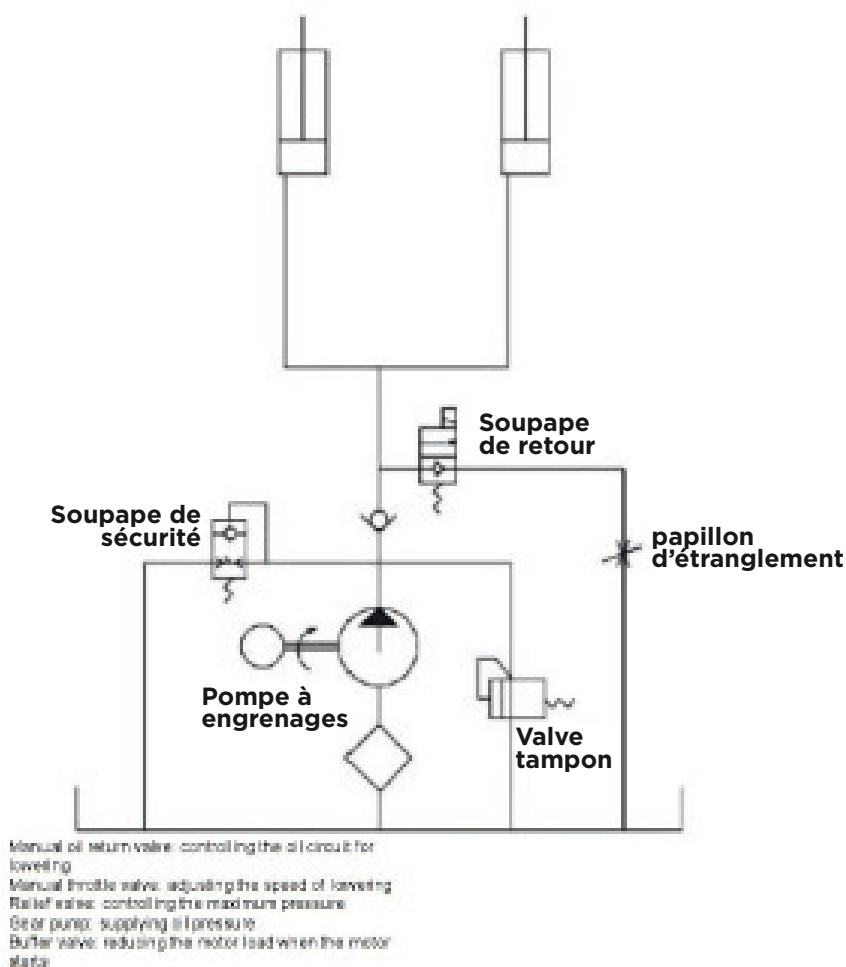 Soupape
de retour
Soupape de
sécurité
papillon
d'étranglement
Pompe à
engrenages
Valve
tampon
Manual oil return valve: controlling the oil circuit for
lowering
Manual throttle valve: adjusting the speed of lowering
Relief valve: controlling the maximum pressure
Gear pump: supplying oil pressure
Buffer valve: reducing the motor load when the motor
starts